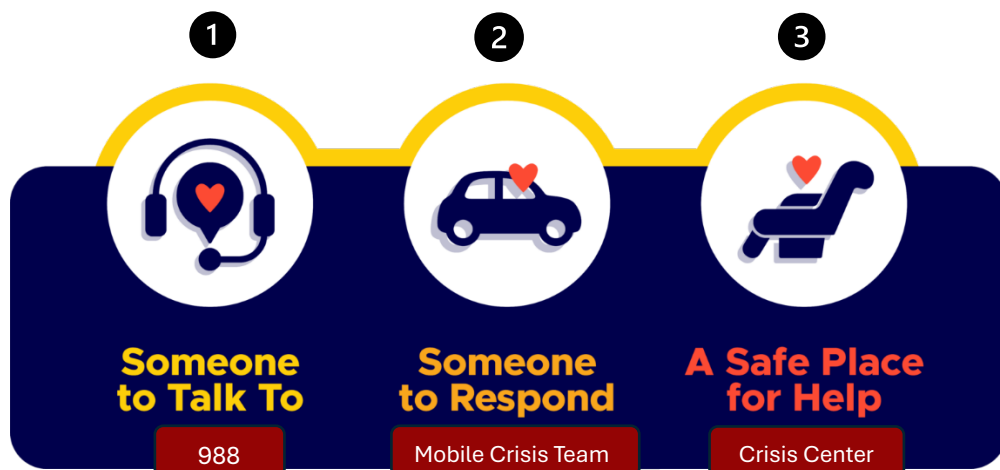 1
2
3
Someone
to Talk To
988
Someone
to Respond
Mobile Crisis Team
A Safe Place
for Help
Crisis Center